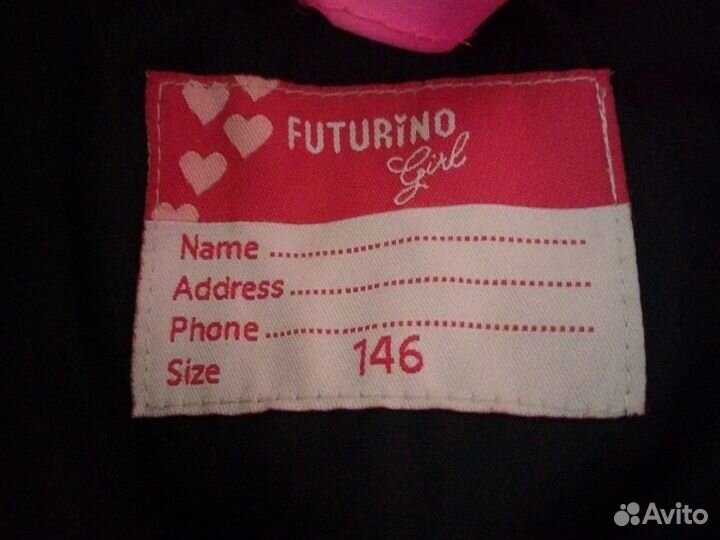 FUTURiNO
Girl
Name
Address
Phone
Size 146
Avito